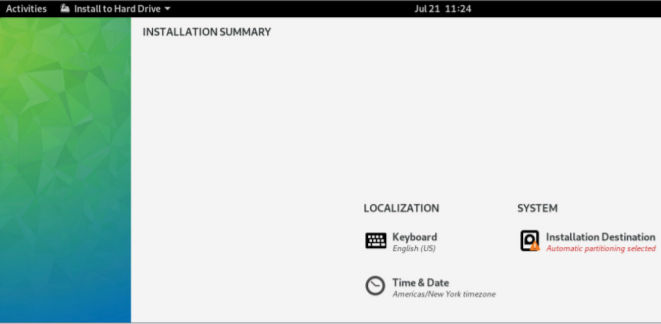 Activities Install to Hard Drive Jul 21 11:24
INSTALLATION SUMMARY
LOCALIZATION SYSTEM
Keyboard Installation Destination
English (US) Automatic partitioning selected
Time & Date
Americas/New York timezone